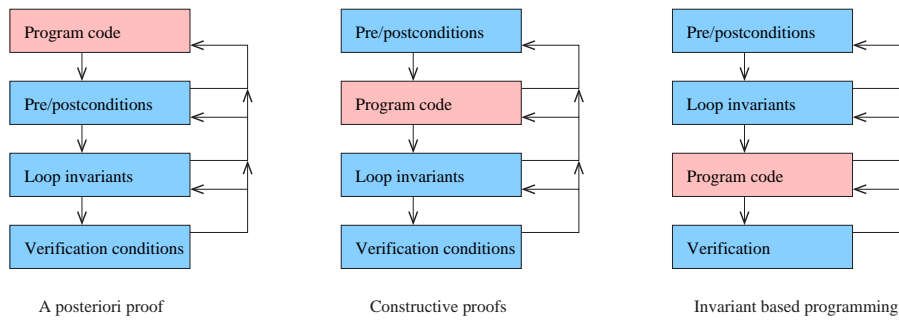 Program code
Pre/postconditions
Loop invariants
Verification conditions
A posteriori proof
Pre/postconditions
Program code
Loop invariants
Verification conditions
Constructive proofs
Pre/postconditions
Loop invariants
Program code
Verification
Invariant based programming